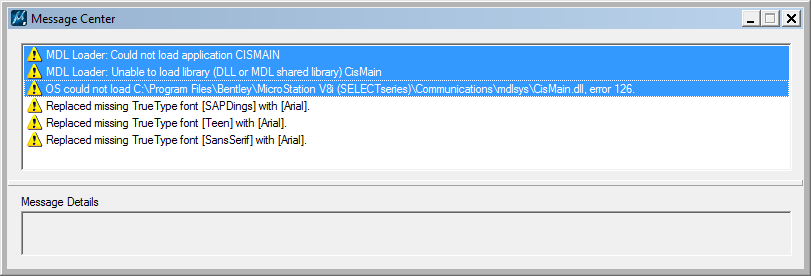 Message Center
MDL Loader: Could not load application CISMAIN
MDL Loader: Unable to load library (DLL or MDL shared library) CisMain
OS could not load C:\Program Files\Bentley\MicroStation V8i (SELECTseries)\Communications\mdlsys\CisMain.dll, error 126.
Replaced missing TrueType font [SAPDings] with [Arial].
Replaced missing TrueType font [Teen] with [Arial].
Replaced missing TrueType font [SansSerif] with [Arial].
Message Details